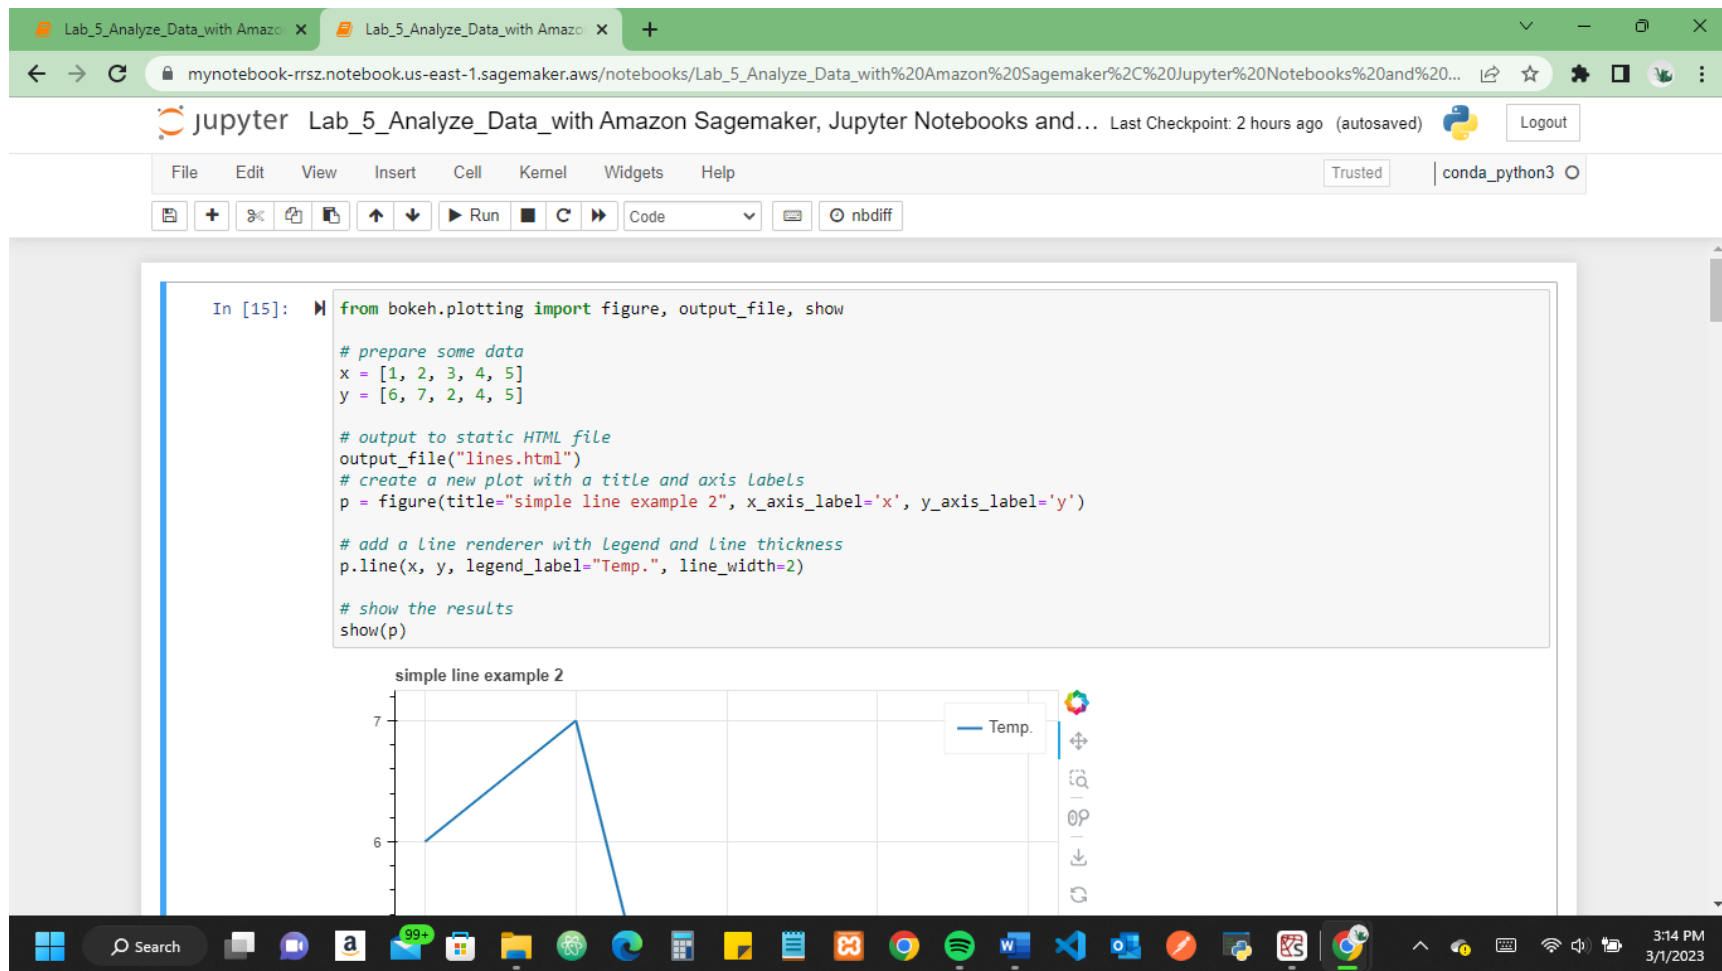 Lab_5_Analyze_Data_with Amazo
Lab_5_Analyze_Data_with Amazo
mynotebook-rrsz.notebook.us-east-1.sagemaker.aws/notebooks/Lab_5_Analyze_Data_with%20Amazon%20Sagemaker%2C%20Jupyter%20Notebooks%20and%20...
jupyter Lab_5_Analyze_Data_with Amazon Sagemaker, Jupyter Notebooks and... Last Checkpoint: 2 hours ago (autosaved) Logout
File Edit View Insert Cell Kernel Widgets Help Trusted conda_python3
Run Code nbdiff
In [15]: from bokeh.plotting import figure, output_file, show
# prepare some data
x = [1, 2, 3, 4, 5]
y = [6, 7, 2, 4, 5]
# output to static HTML file
output_file("lines.html")
# create a new plot with a title and axis labels
p = figure(title="simple line example 2", x_axis_label='x', y_axis_label='y')
# add a line renderer with legend and line thickness
p.line(x, y, legend_label="Temp.", line_width=2)
# show the results
show(p)
simple line example 2
7
Temp.
6
Search
99+
3:14 PM
3/1/2023